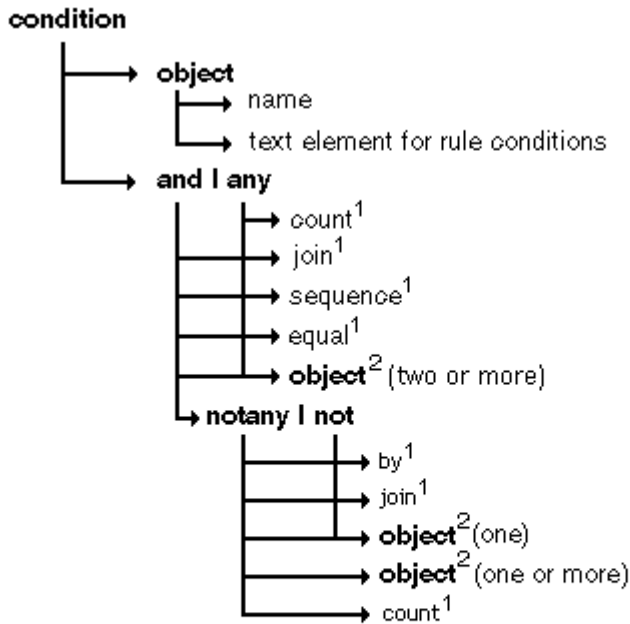 condition
object
name
text element for rule conditions
and | any
count¹
join¹
sequence¹
equal¹
object² (two or more)
notany | not
by¹
join¹
object² (one)
object² (one or more)
count¹